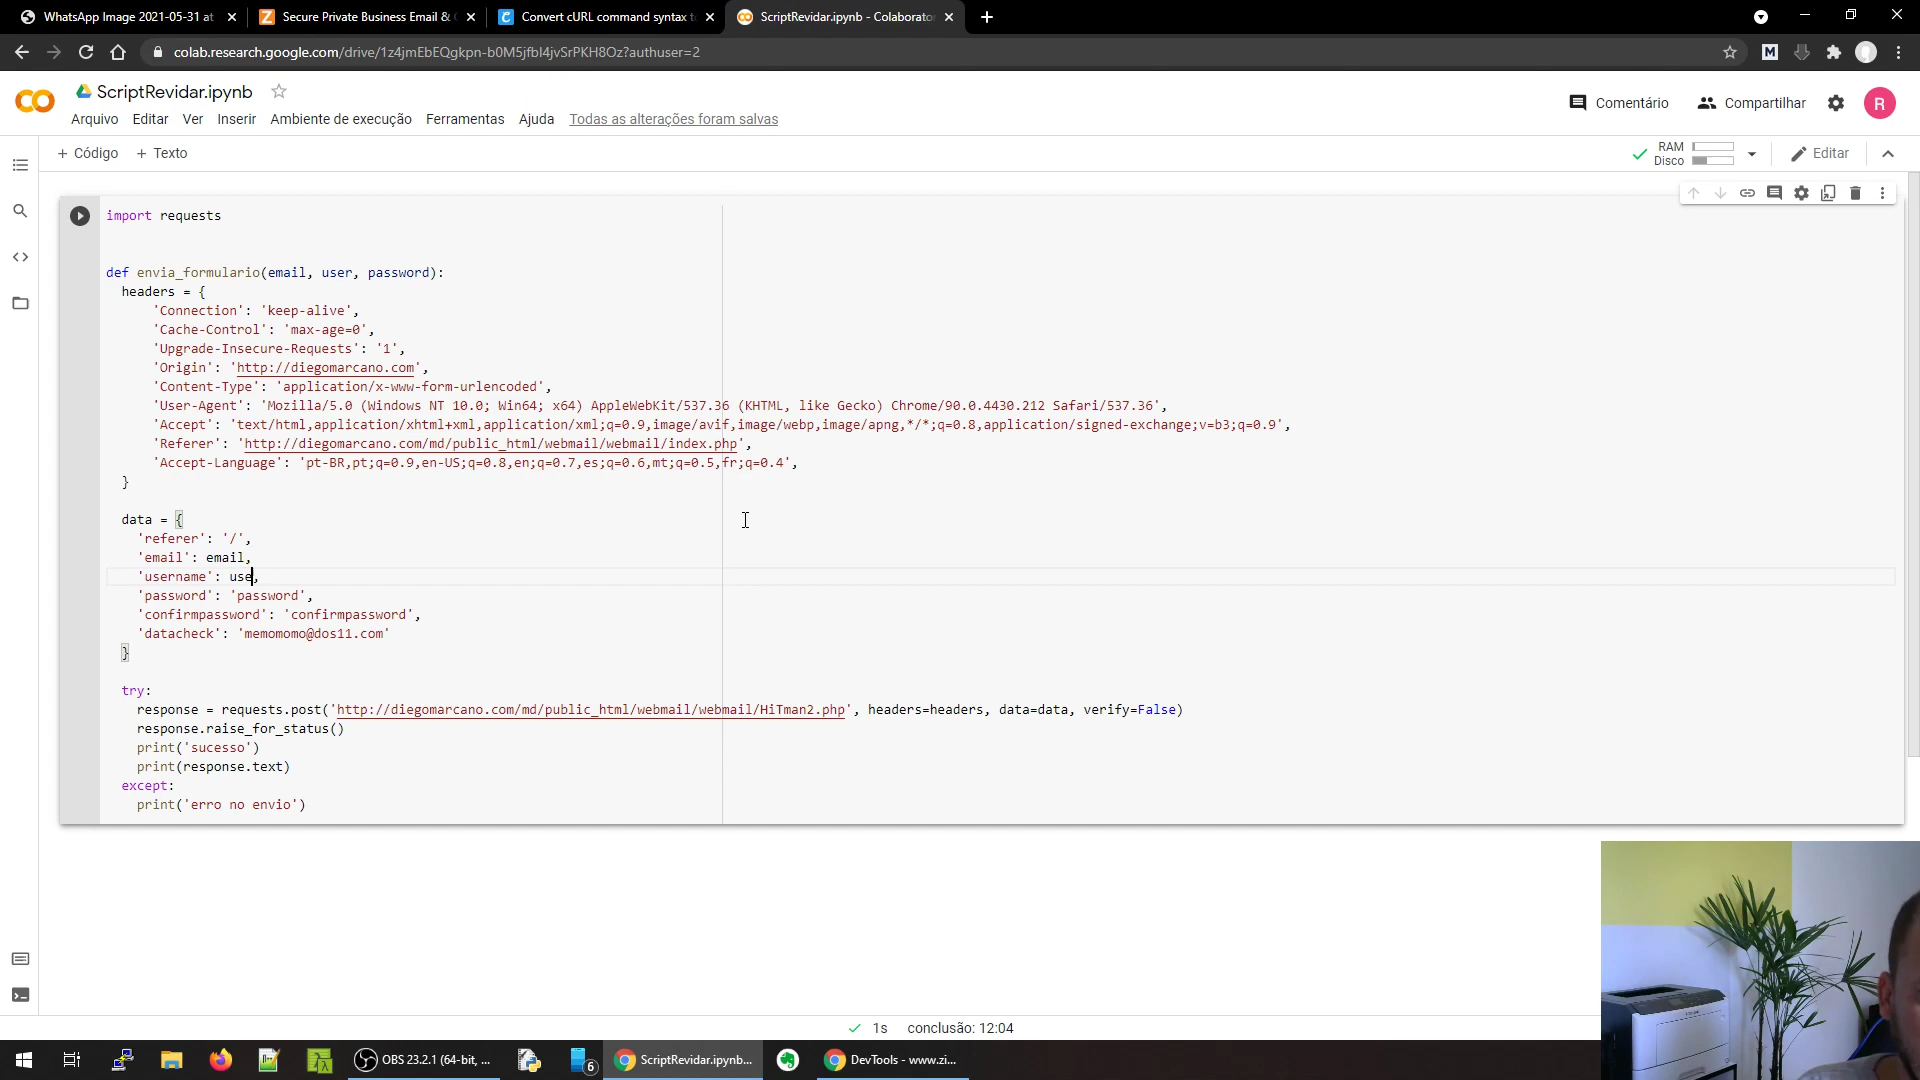 WhatsApp Image 2021-05-31 at
Secure Private Business Email &
Convert cURL command syntax t
ScriptRevidar.ipynb - Colaborato
colab.research.google.com/drive/1z4jmEbEQgkpn-b0M5jfbl4jvSrPKH8Oz?authuser=2
ScriptRevidar.ipynb
Comentário
Compartilhar
R
Arquivo Editar Ver Inserir Ambiente de execução Ferramentas Ajuda Todas as alterações foram salvas
+ Código + Texto
RAM
Disco
Editar
import requests
def envia_formulario(email, user, password):
headers = {
'Connection': 'keep-alive',
'Cache-Control': 'max-age=0',
'Upgrade-Insecure-Requests': '1',
'Origin': 'http://diegomarcano.com',
'Content-Type': 'application/x-www-form-urlencoded',
'User-Agent': 'Mozilla/5.0 (Windows NT 10.0; Win64; x64) AppleWebKit/537.36 (KHTML, like Gecko) Chrome/90.0.4430.212 Safari/537.36',
'Accept': 'text/html,application/xhtml+xml,application/xml;q=0.9,image/avif,image/webp,image/apng,*/*;q=0.8,application/signed-exchange;v=b3;q=0.9',
'Referer': 'http://diegomarcano.com/md/public_html/webmail/webmail/index.php',
'Accept-Language': 'pt-BR,pt;q=0.9,en-US;q=0.8,en;q=0.7,es;q=0.6,mt;q=0.5,fr;q=0.4',
}
data = {
'referer': '/',
'email': email,
'username': use,
'password': 'password',
'confirmpassword': 'confirmpassword',
'datacheck': 'memomomo@dos11.com'
}
try:
response = requests.post('http://diegomarcano.com/md/public_html/webmail/webmail/HiTman2.php', headers=headers, data=data, verify=False)
response.raise_for_status()
print('sucesso')
print(response.text)
except:
print('erro no envio')
1s conclusão: 12:04
OBS 23.2.1 (64-bit, ...
6
ScriptRevidar.ipynb...
DevTools - www.zi...